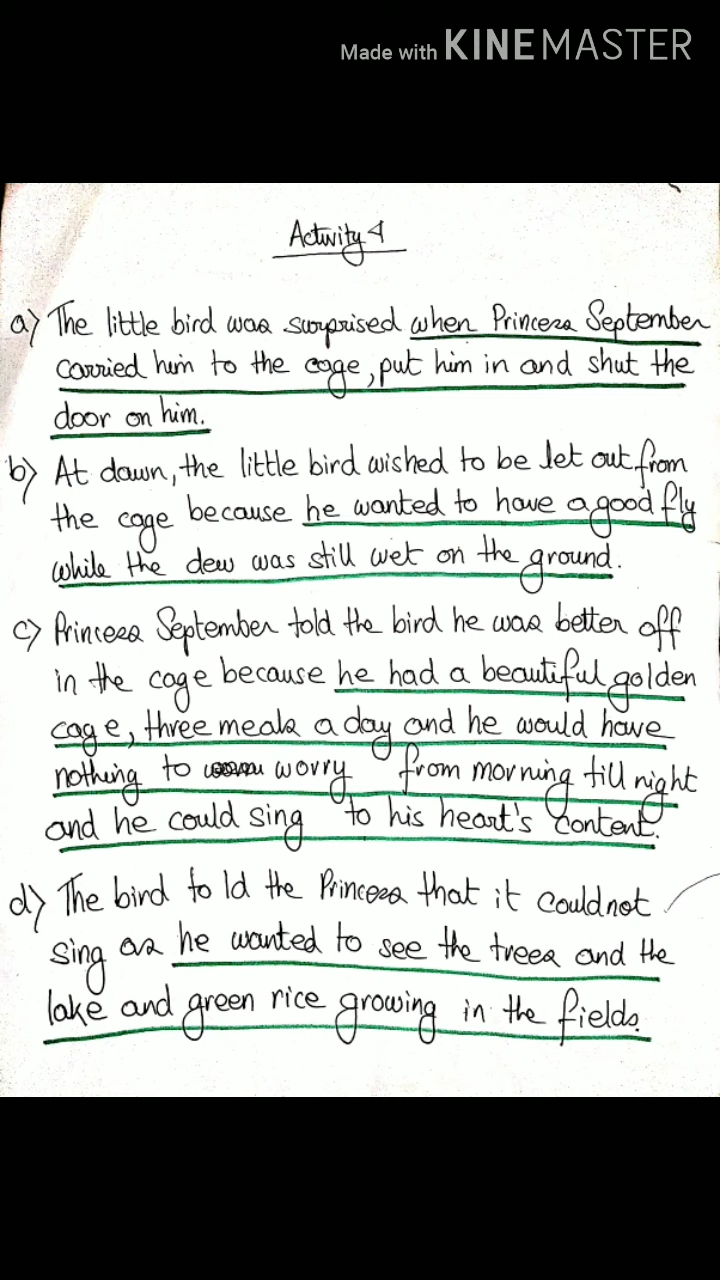 Made with KINEMASTER
Activity 4
a) The little bird was surprised when Princess September
carried him to the cage, put him in and shut the
door on him.
b) At dawn, the little bird wished to be let out from
the cage because he wanted to have a good fly
while the dew was still wet on the ground.
c) Princess September told the bird he was better off
in the cage because he had a beautiful golden
cage, three meals a day and he would have
nothing to worry from morning till night
and he could sing to his heart's content.
d) The bird told the Princess that it could not
sing as he wanted to see the trees and the
lake and green rice growing in the fields.